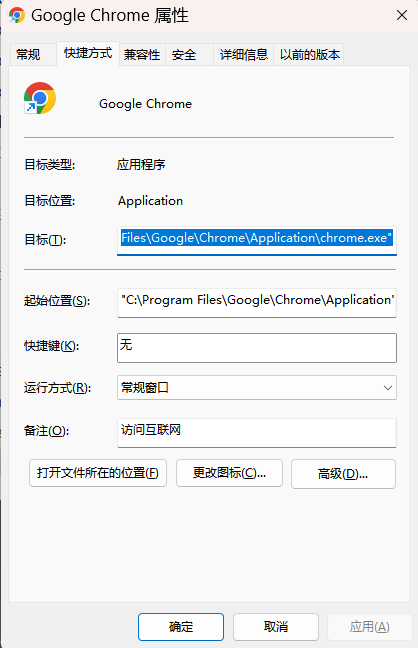 Google Chrome 属性
常规 快捷方式 兼容性 安全 详细信息 以前的版本
Google Chrome
目标类型: 应用程序
目标位置: Application
目标(T): Files\Google\Chrome\Application\chrome.exe"
起始位置(S): "C:\Program Files\Google\Chrome\Application"
快捷键(K): 无
运行方式(R): 常规窗口
备注(O): 访问互联网
打开文件所在的位置(F) 更改图标(C)... 高级(D)...
确定 取消 应用(A)